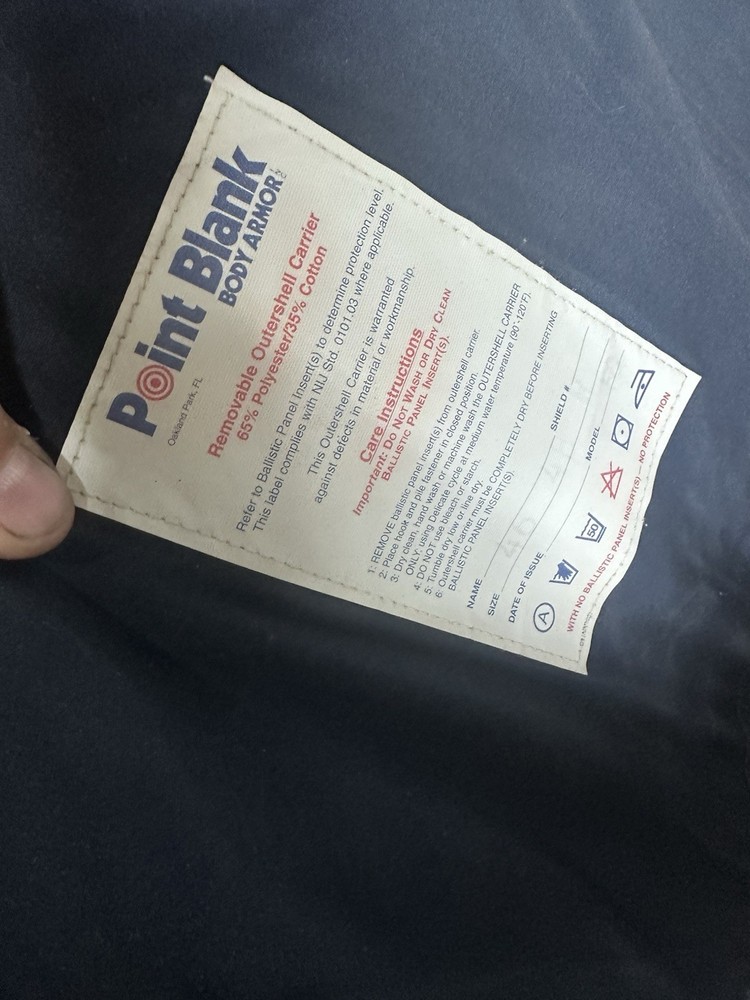 Point Blank
BODY ARMOR
Oakland Park, FL
Removable Outershell Carrier
65% Polyester/35% Cotton
Refer to Ballistic Panel Insert(s) to determine protection level.
This label complies with NIJ Std. 0101.03 where applicable.
This Outershell Carrier is warranted
against defects in material or workmanship.
Care Instructions
Important: DO NOT WASH OR DRY CLEAN
BALLISTIC PANEL INSERT(S).
1: REMOVE ballistic panel insert(s) from outershell carrier.
2: Place hook and pile fastener in closed position.
3: Dry clean, hand wash or machine wash the OUTERSHELL CARRIER
ONLY: using Delicate cycle at medium water temperature (90°-120°F).
4: DO NOT use bleach or starch.
5: Tumble dry low or line dry.
6: Outershell carrier must be COMPLETELY DRY BEFORE INSERTING
BALLISTIC PANEL INSERT(S).
NAME
SIZE SHIELD #
DATE OF ISSUE MODEL
A 50
WITH NO BALLISTIC PANEL INSERT(S) — NO PROTECTION